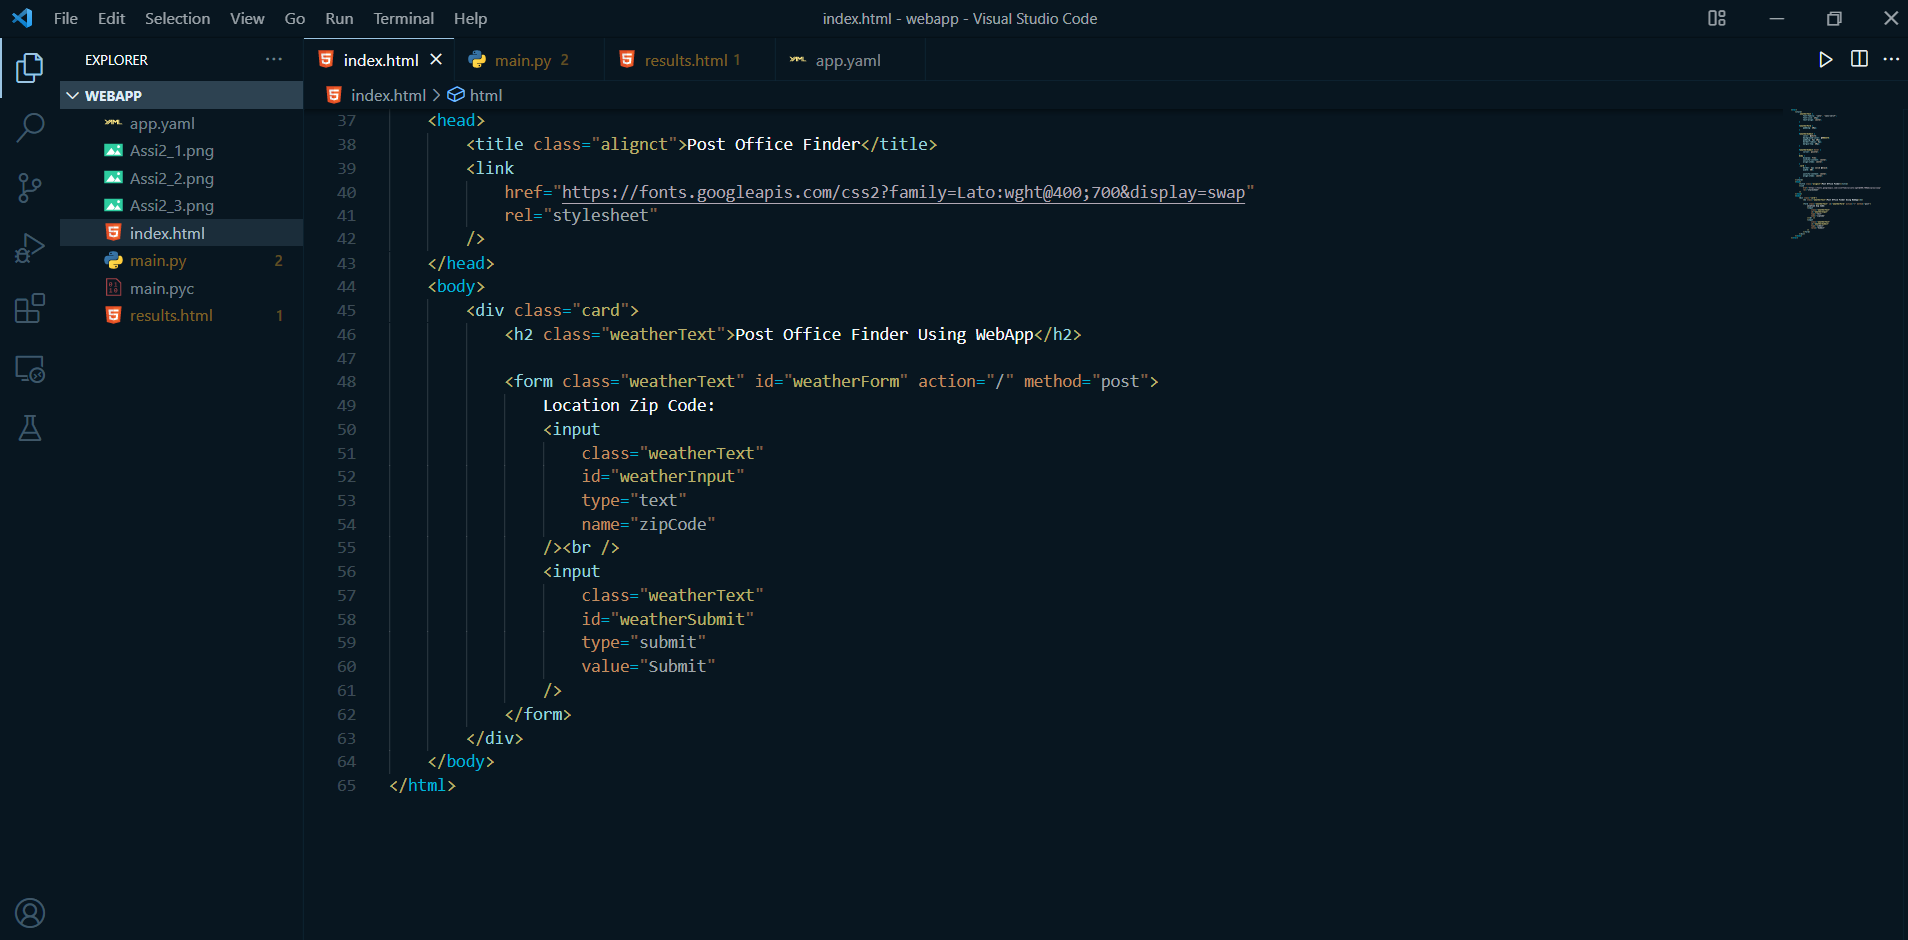 File Edit Selection View Go Run Terminal Help
index.html - webapp - Visual Studio Code
EXPLORER
WEBAPP
app.yaml
Assi2_1.png
Assi2_2.png
Assi2_3.png
index.html
main.py 2
main.pyc
results.html 1
index.html main.py 2 results.html 1 app.yaml
index.html > html
37 <head>
38 <title class="alignct">Post Office Finder</title>
39 <link
40 href="https://fonts.googleapis.com/css2?family=Lato:wght@400;700&display=swap"
41 rel="stylesheet"
42 />
43 </head>
44 <body>
45 <div class="card">
46 <h2 class="weatherText">Post Office Finder Using WebApp</h2>
47
48 <form class="weatherText" id="weatherForm" action="/" method="post">
49 Location Zip Code:
50 <input
51 class="weatherText"
52 id="weatherInput"
53 type="text"
54 name="zipCode"
55 /><br />
56 <input
57 class="weatherText"
58 id="weatherSubmit"
59 type="submit"
60 value="Submit"
61 />
62 </form>
63 </div>
64 </body>
65 </html>